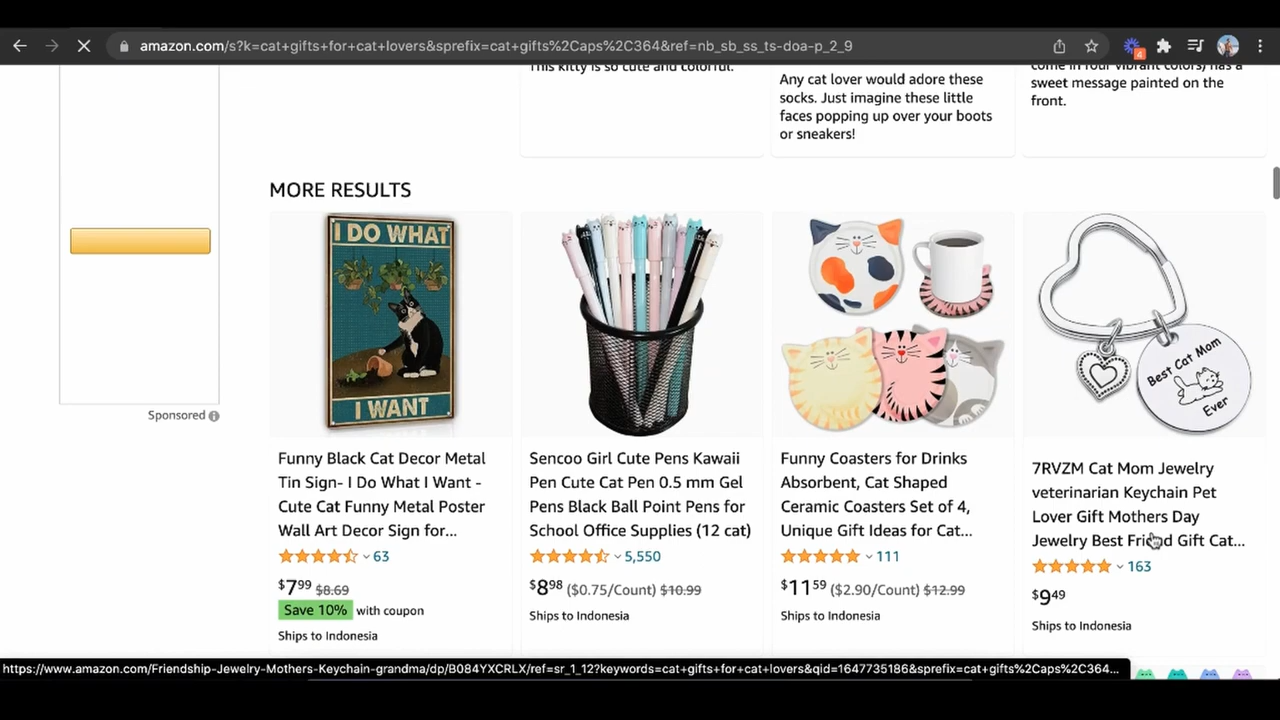 amazon.com/s?k=cat+gifts+for+cat+lovers&sprefix=cat+gifts%2Caps%2C364&ref=nb_sb_ss_ts-doa-p_2_9
4
This kitty is so cute and colorful.
Any cat lover would adore these
socks. Just imagine these little
faces popping up over your boots
or sneakers!
come in four vibrant colors) has a
sweet message painted on the
front.
MORE RESULTS
I DO WHAT
I WANT
Best Cat Mom
Ever
Sponsored
Funny Black Cat Decor Metal
Tin Sign- I Do What I Want -
Cute Cat Funny Metal Poster
Wall Art Decor Sign for...
63
$7.99 $8.69
Save 10% with coupon
Ships to Indonesia
Sencoo Girl Cute Pens Kawaii
Pen Cute Cat Pen 0.5 mm Gel
Pens Black Ball Point Pens for
School Office Supplies (12 cat)
5,550
$8.98 ($0.75/Count) $10.99
Ships to Indonesia
Funny Coasters for Drinks
Absorbent, Cat Shaped
Ceramic Coasters Set of 4,
Unique Gift Ideas for Cat...
111
$11.59 ($2.90/Count) $12.99
Ships to Indonesia
7RVZM Cat Mom Jewelry
veterinarian Keychain Pet
Lover Gift Mothers Day
Jewelry Best Friend Gift Cat...
163
$9.49
Ships to Indonesia
https://www.amazon.com/Friendship-Jewelry-Mothers-Keychain-grandma/dp/B084YXCRLX/ref=sr_1_12?keywords=cat+gifts+for+cat+lovers&qid=1647735186&sprefix=cat+gifts%2Caps%2C364...